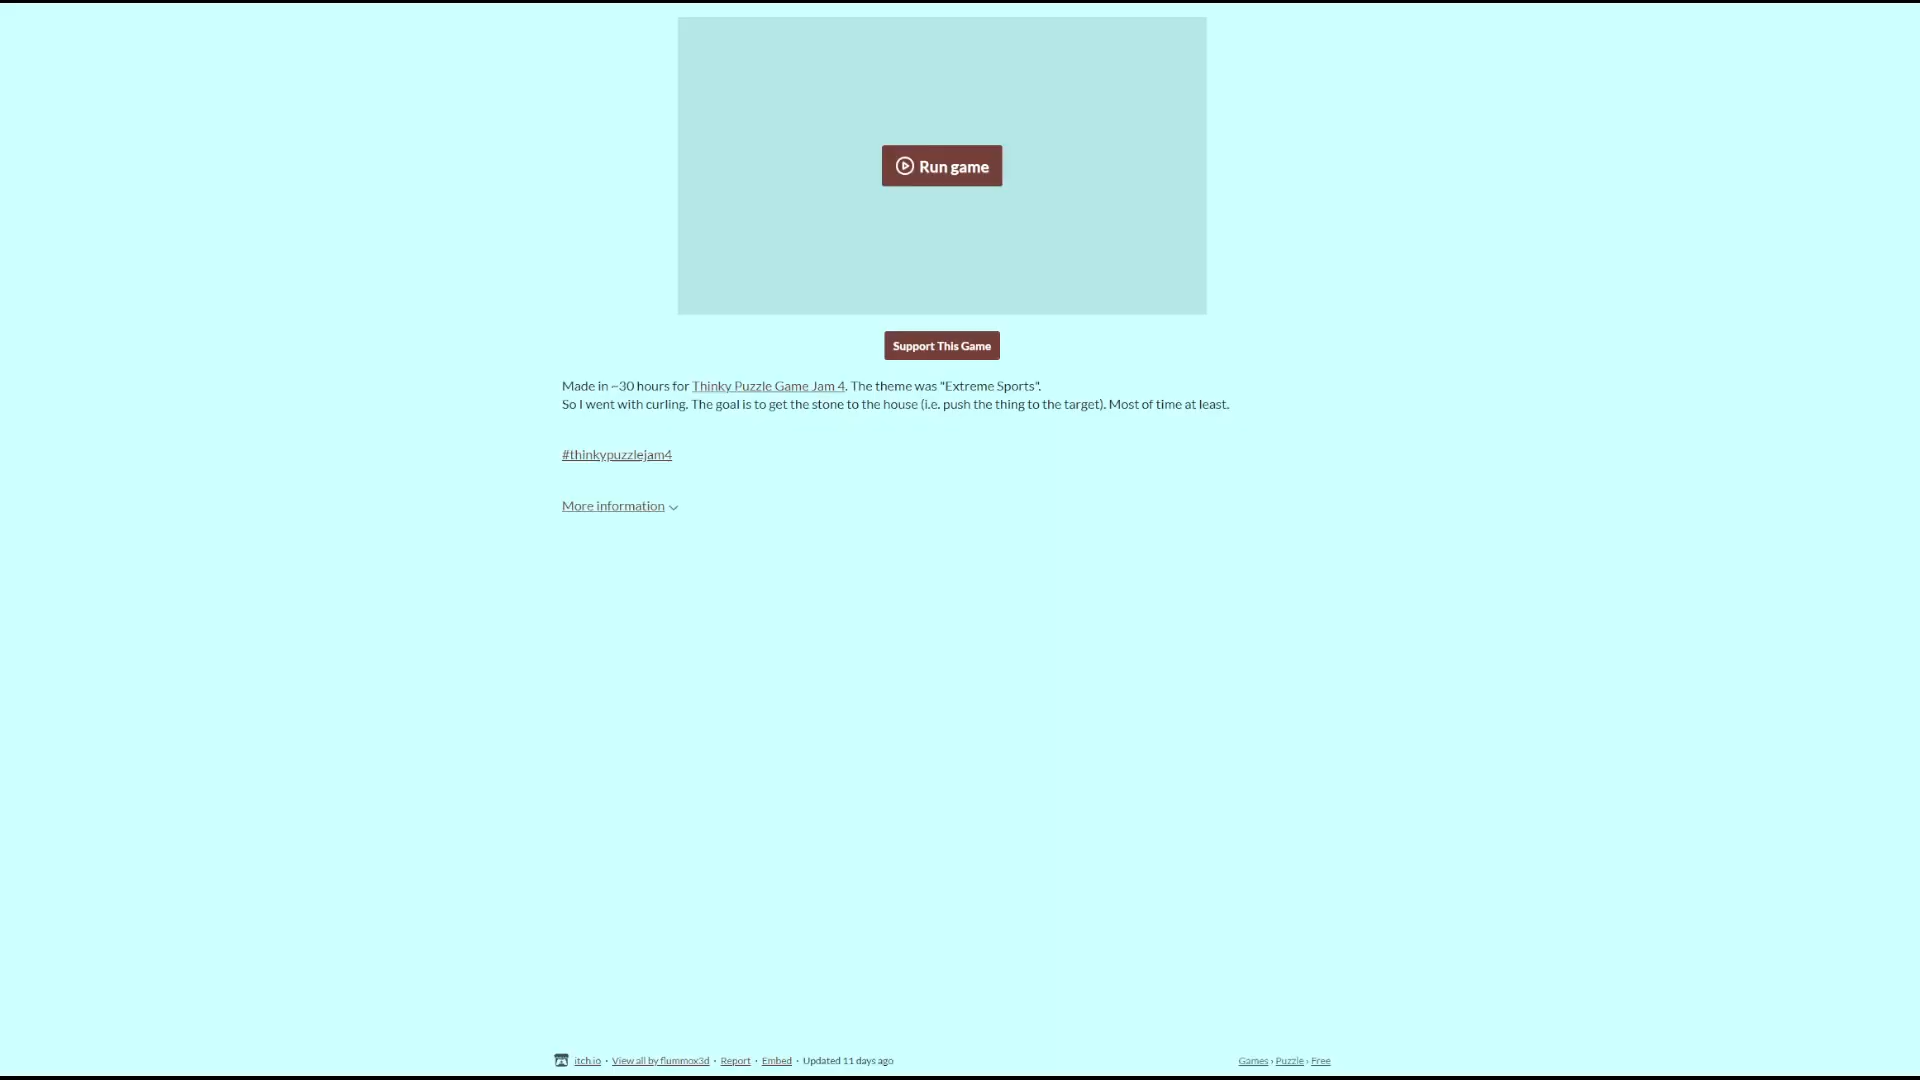 Run game
Support This Game
Made in ~30 hours for Thinky Puzzle Game Jam 4. The theme was "Extreme Sports".
So I went with curling. The goal is to get the stone to the house (i.e. push the thing to the target). Most of time at least.
#thinkypuzzlejam4
More information
itch.io · View all by flummox3d · Report · Embed · Updated 11 days ago
Games › Puzzle › Free